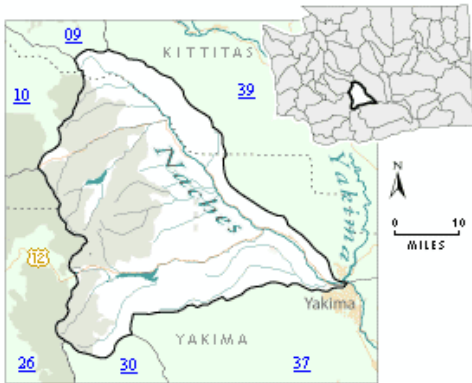 09
KITTITAS
10
39
Naches
Yakima
N
0 10
MILES
12
Yakima
YAKIMA
26
30
37